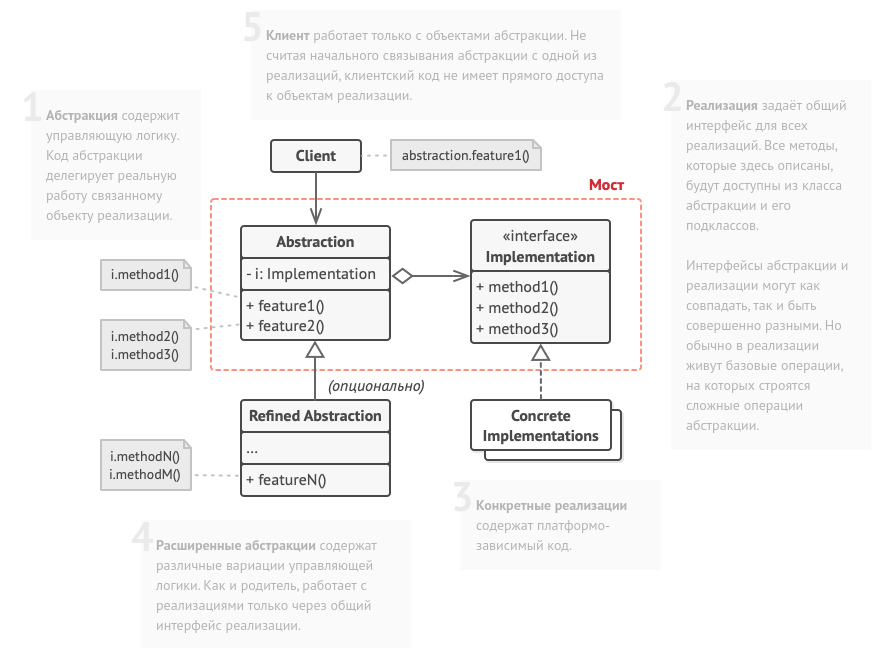 5
Клиент работает только с объектами абстракции. Не
считая начального связывания абстракции с одной из
реализаций, клиентский код не имеет прямого доступа
к объектам реализации.
1
Абстракция содержит
управляющую логику.
Код абстракции
делегирует реальную
работу связанному
объекту реализации.
2
Реализация задаёт общий
интерфейс для всех
реализаций. Все методы,
которые здесь описаны,
будут доступны из класса
абстракции и его
подклассов.
Интерфейсы абстракции и
реализации могут как
совпадать, так и быть
совершенно разными. Но
обычно в реализации
живут базовые операции,
на которых строятся
сложные операции
абстракции.
Client
abstraction.feature1()
Мост
Abstraction
- i: Implementation
+ feature1()
+ feature2()
«interface»
Implementation
+ method1()
+ method2()
+ method3()
i.method1()
i.method2()
i.method3()
(опционально)
Refined Abstraction
...
+ featureN()
Concrete
Implementations
i.methodN()
i.methodM()
3
Конкретные реализации
содержат платформо-
зависимый код.
4
Расширенные абстракции содержат
различные вариации управляющей
логики. Как и родитель, работает с
реализациями только через общий
интерфейс реализации.